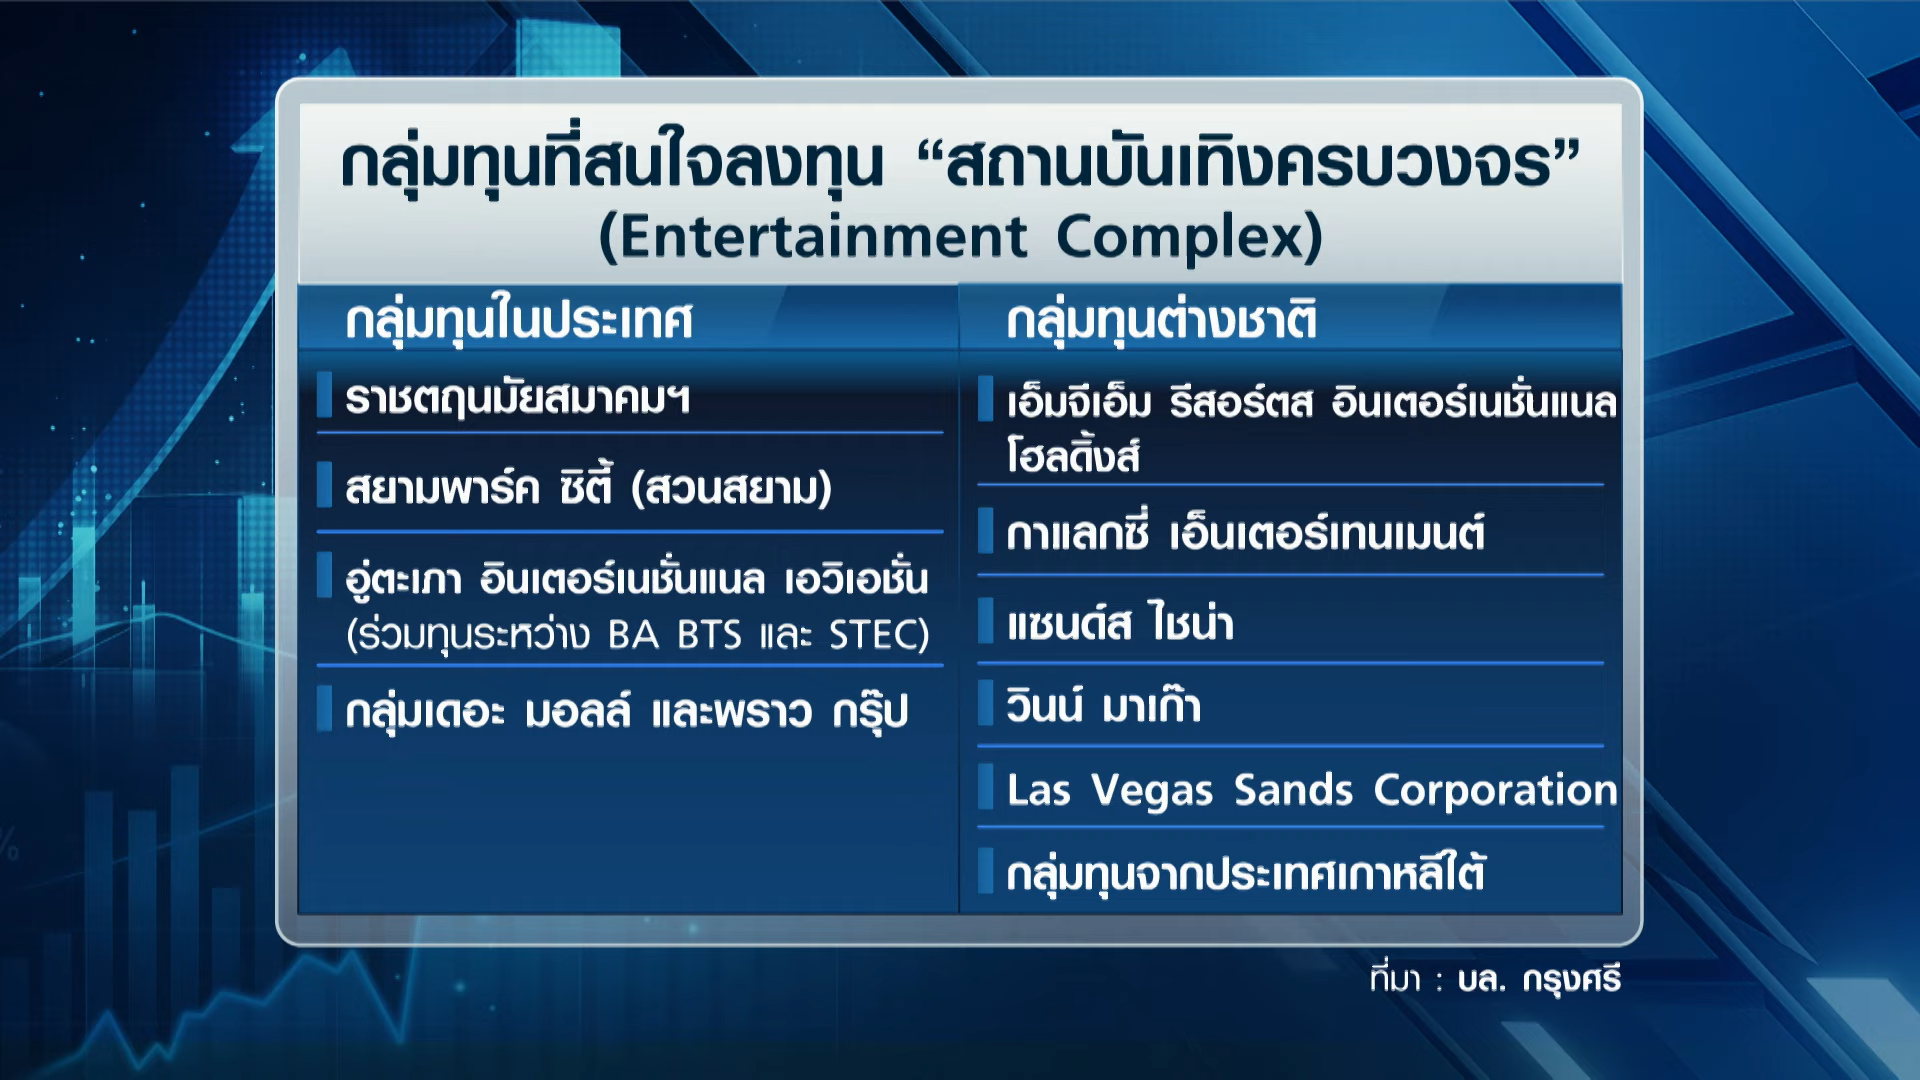 กลุ่มทุนที่สนใจลงทุน “สถานบันเทิงครบวงจร”
(Entertainment Complex)
กลุ่มทุนในประเทศ
ราชตฤนมัยสมาคมฯ
สยามพาร์ค ซิตี้ (สวนสยาม)
อู่ตะเภา อินเตอร์เนชั่นแนล เอวิเอชั่น
(ร่วมทุนระหว่าง BA BTS และ STEC)
กลุ่มเดอะ มอลล์ และพราว กรุ๊ป
กลุ่มทุนต่างชาติ
เอ็มจีเอ็ม รีสอร์ตส อินเตอร์เนชั่นแนล
โฮลดิ้งส์
กาแลกซี่ เอ็นเตอร์เทนเมนต์
แซนด์ส ไชน่า
วินน์ มาเก๊า
Las Vegas Sands Corporation
กลุ่มทุนจากประเทศเกาหลีใต้
ที่มา : บล. กรุงศรี
%